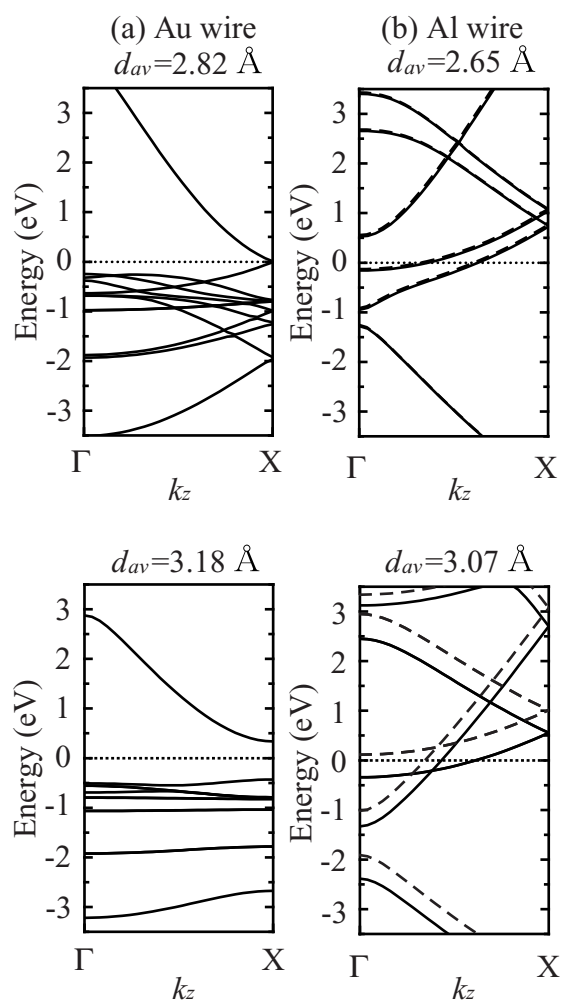 (a) Au wire
d_av=2.82 Å
(b) Al wire
d_av=2.65 Å
Energy (eV)
3
2
1
0
-1
-2
-3
Γ
X
k_z
Energy (eV)
3
2
1
0
-1
-2
-3
Γ
X
k_z
d_av=3.18 Å
d_av=3.07 Å
Energy (eV)
3
2
1
0
-1
-2
-3
Γ
X
k_z
Energy (eV)
3
2
1
0
-1
-2
-3
Γ
X
k_z